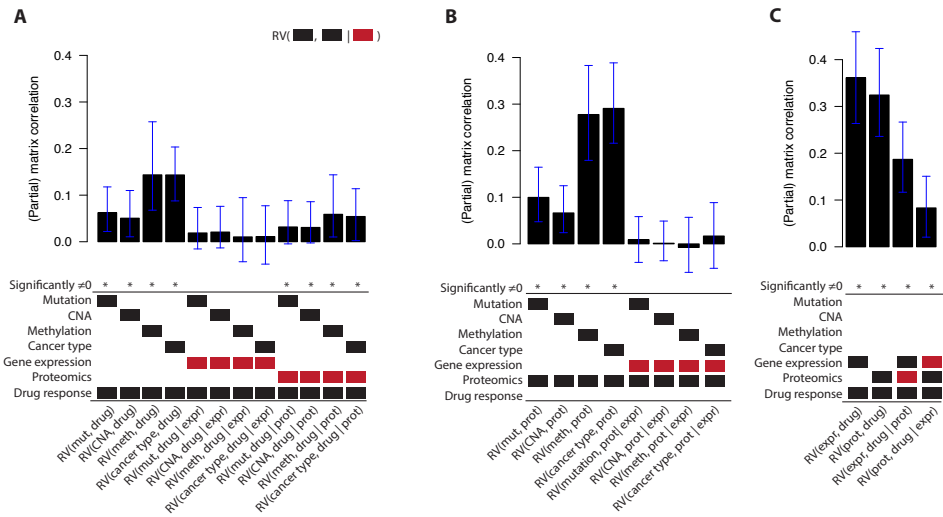 A
RV( , | )
(Partial) matrix correlation
0.4
0.3
0.2
0.1
0.0
Significantly ≠0
* * * * * * * *
Mutation
CNA
Methylation
Cancer type
Gene expression
Proteomics
Drug response
RV(mut, drug)
RV(CNA, drug)
RV(meth, drug)
RV(cancer type, drug)
RV(mut, drug | expr)
RV(CNA, drug | expr)
RV(meth, drug | expr)
RV(cancer type, drug | expr)
RV(mut, drug | prot)
RV(CNA, drug | prot)
RV(meth, drug | prot)
RV(cancer type, drug | prot)
B
(Partial) matrix correlation
0.4
0.3
0.2
0.1
0.0
Significantly ≠0
* * * *
Mutation
CNA
Methylation
Cancer type
Gene expression
Proteomics
Drug response
RV(mut, prot)
RV(CNA, prot)
RV(meth, prot)
RV(cancer type, prot)
RV(mutation, prot| expr)
RV(CNA, prot | expr)
RV(meth, prot | expr)
RV(cancer type, prot | expr)
C
(Partial) matrix correlation
0.4
0.3
0.2
0.1
0.0
Significantly ≠0
* * * *
Mutation
CNA
Methylation
Cancer type
Gene expression
Proteomics
Drug response
RV(expr, drug)
RV(prot, drug)
RV(expr, drug | prot)
RV(prot, drug | expr)